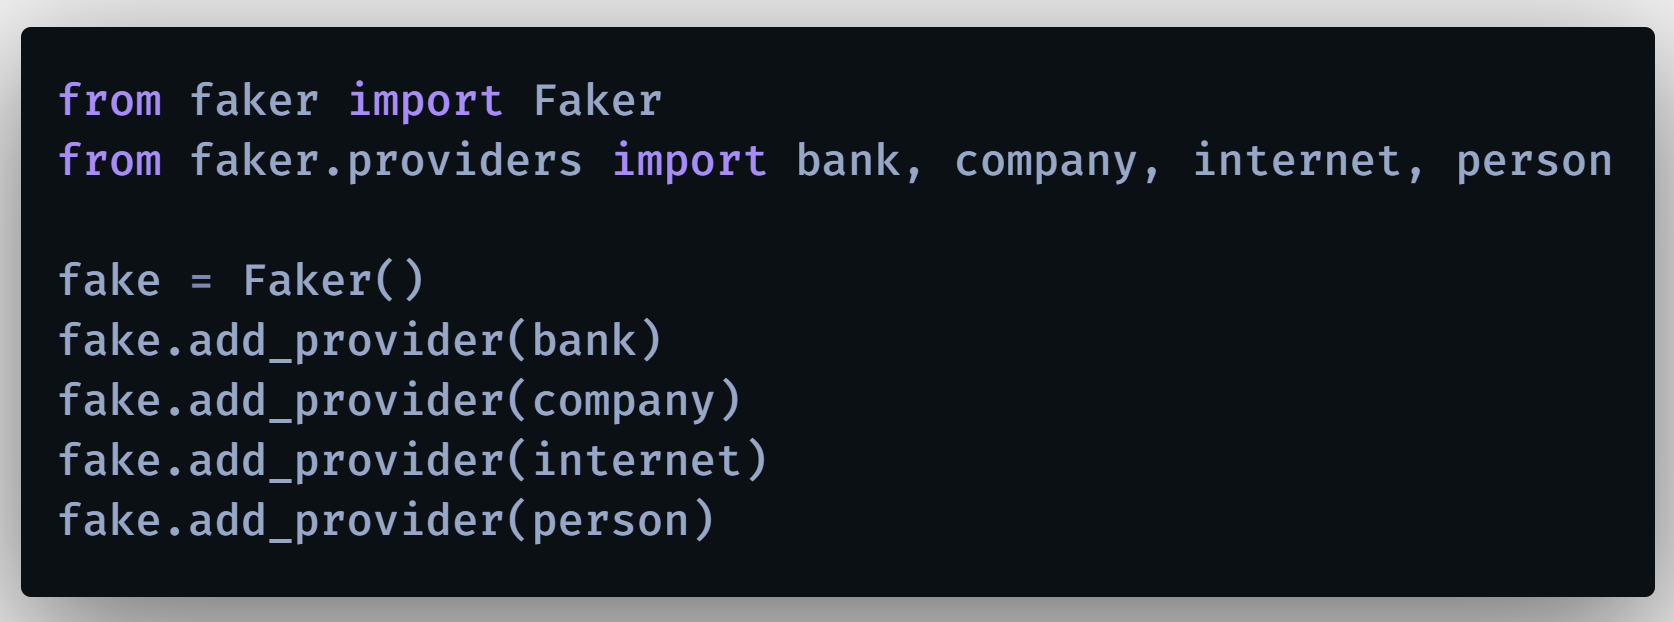 from faker import Faker
from faker.providers import bank, company, internet, person

fake = Faker()
fake.add_provider(bank)
fake.add_provider(company)
fake.add_provider(internet)
fake.add_provider(person)